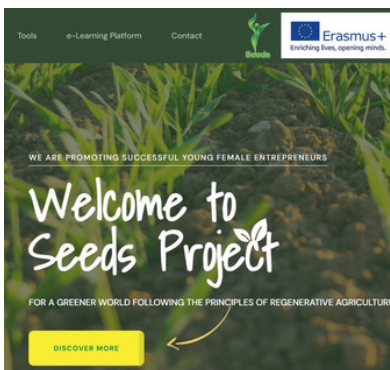 Tools e-Learning Platform Contact
Seeds
Erasmus+
Enriching lives, opening minds.
WE ARE PROMOTING SUCCESSFUL YOUNG FEMALE ENTREPRENEURS
Welcome to
Seeds Project
FOR A GREENER WORLD FOLLOWING THE PRINCIPLES OF REGENERATIVE AGRICULTURE
DISCOVER MORE